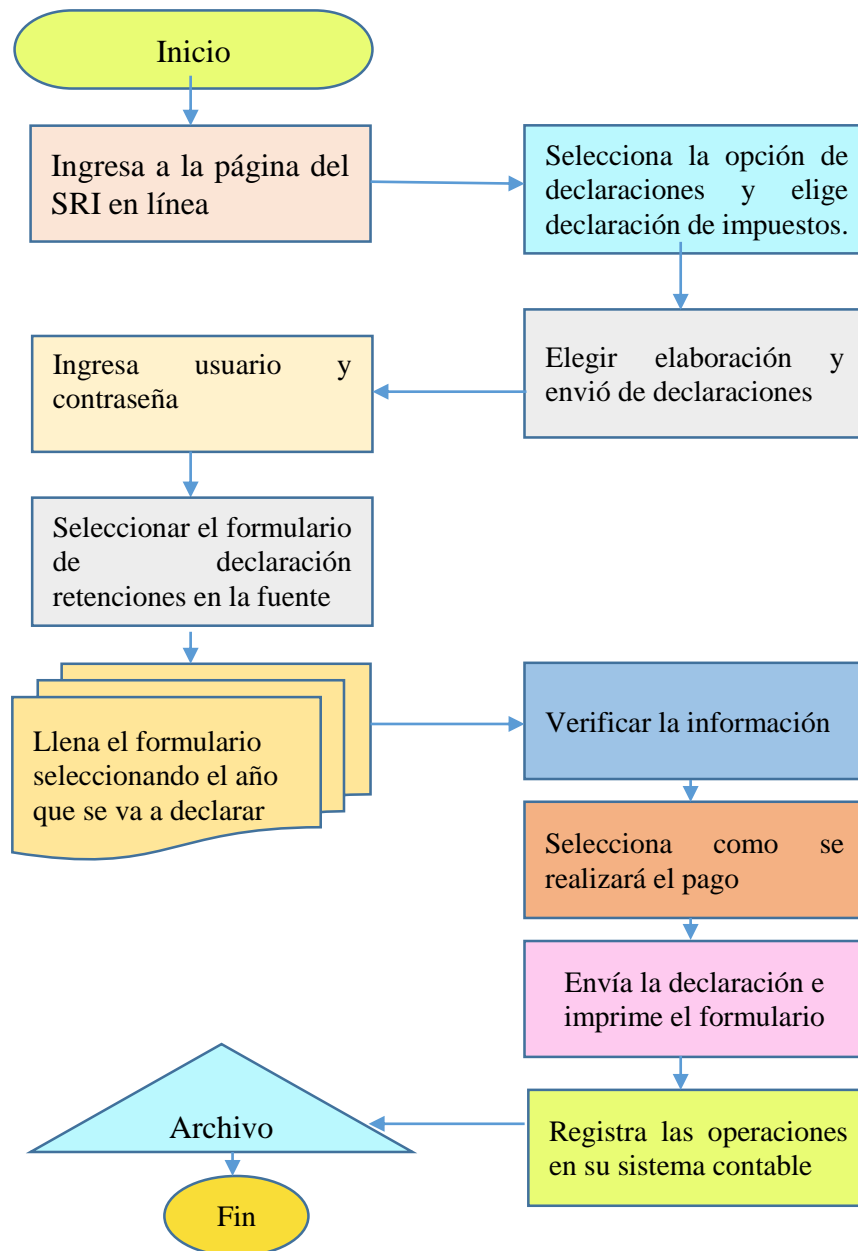 Inicio
Ingresa a la página del
SRI en línea
Selecciona la opción de
declaraciones y elige
declaración de impuestos.
Elegir elaboración y
envió de declaraciones
Ingresa usuario y
contraseña
Seleccionar el formulario
de declaración
retenciones en la fuente
Llena el formulario
seleccionando el año
que se va a declarar
Verificar la información
Selecciona como se
realizará el pago
Envía la declaración e
imprime el formulario
Registra las operaciones
en su sistema contable
Archivo
Fin